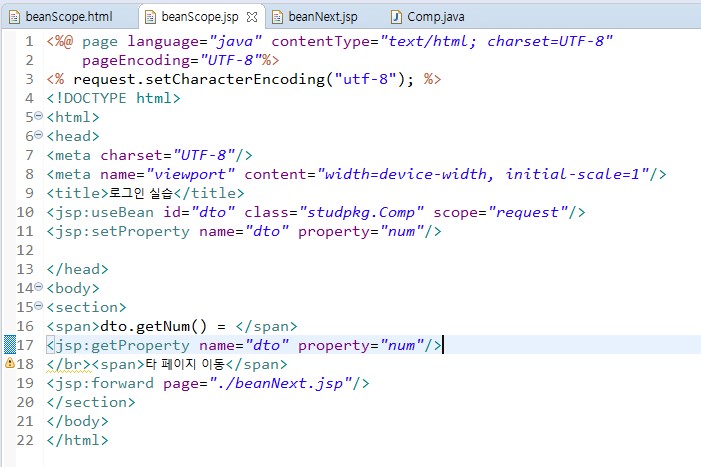 beanScope.html beanScope.jsp beanNext.jsp Comp.java
1 <%@ page language="java" contentType="text/html; charset=UTF-8"
2     pageEncoding="UTF-8"%>
3 <% request.setCharacterEncoding("utf-8"); %>
4 <!DOCTYPE html>
5 <html>
6 <head>
7 <meta charset="UTF-8"/>
8 <meta name="viewport" content="width=device-width, initial-scale=1"/>
9 <title>로그인 실습</title>
10 <jsp:useBean id="dto" class="studpkg.Comp" scope="request"/>
11 <jsp:setProperty name="dto" property="num"/>
12
13 </head>
14 <body>
15 <section>
16 <span>dto.getNum() = </span>
17 <jsp:getProperty name="dto" property="num"/>
18 </br><span>타 페이지 이동</span>
19 <jsp:forward page="./beanNext.jsp"/>
20 </section>
21 </body>
22 </html>